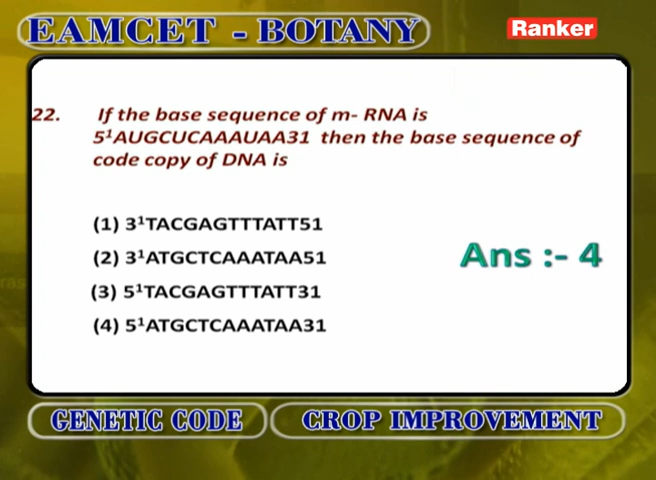 EAMCET - BOTANY
Ranker
22. If the base sequence of m- RNA is
5¹AUGCUCAAAUAA31 then the base sequence of
code copy of DNA is
(1) 3¹TACGAGTTTATT51
(2) 3¹ATGCTCAAATAA51
(3) 5¹TACGAGTTTATT31
(4) 5¹ATGCTCAAATAA31
Ans :- 4
GENETIC CODE
CROP IMPROVEMENT